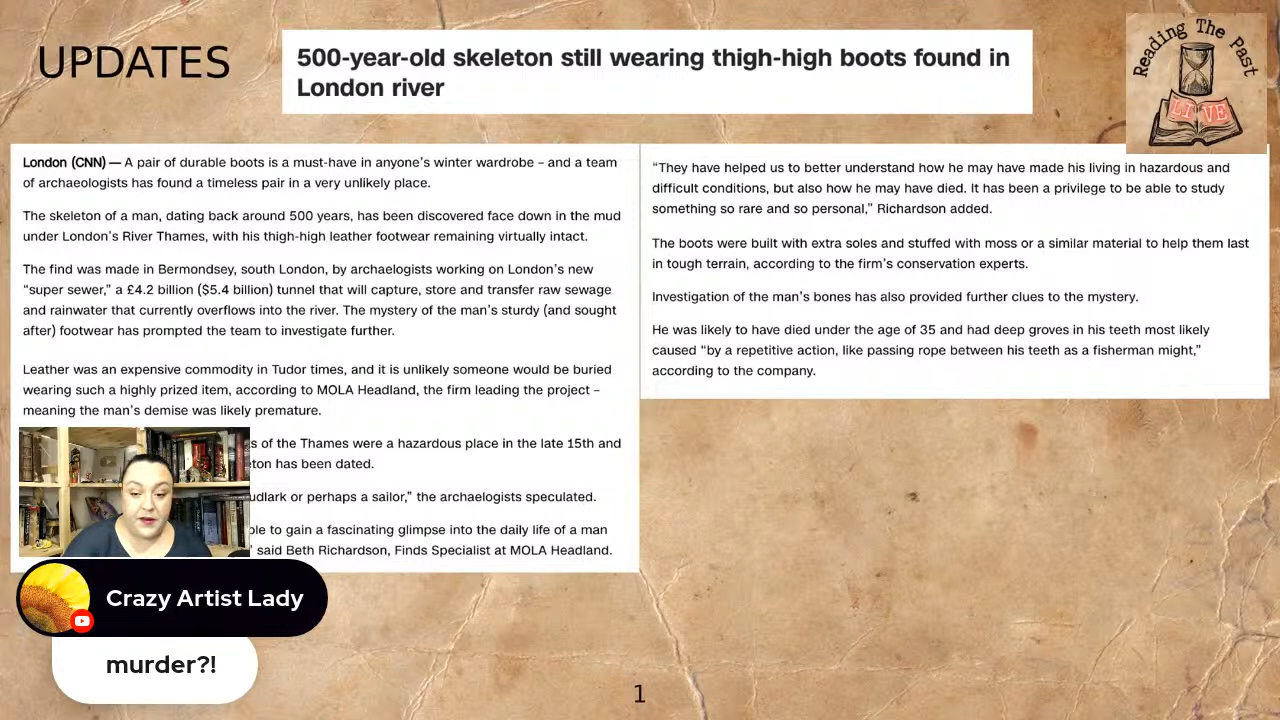 UPDATES
500-year-old skeleton still wearing thigh-high boots found in
London river
Reading The Past
LIVE
London (CNN) — A pair of durable boots is a must-have in anyone's winter wardrobe – and a team
of archaeologists has found a timeless pair in a very unlikely place.
The skeleton of a man, dating back around 500 years, has been discovered face down in the mud
under London's River Thames, with his thigh-high leather footwear remaining virtually intact.
The find was made in Bermondsey, south London, by archaelogists working on London's new
“super sewer,” a £4.2 billion ($5.4 billion) tunnel that will capture, store and transfer raw sewage
and rainwater that currently overflows into the river. The mystery of the man's sturdy (and sought
after) footwear has prompted the team to investigate further.
Leather was an expensive commodity in Tudor times, and it is unlikely someone would be buried
wearing such a highly prized item, according to MOLA Headland, the firm leading the project –
meaning the man's demise was likely premature.
of the Thames were a hazardous place in the late 15th and
has been dated.
or perhaps a sailor,” the archaelogists speculated.
to gain a fascinating glimpse into the daily life of a man
said Beth Richardson, Finds Specialist at MOLA Headland.
“They have helped us to better understand how he may have made his living in hazardous and
difficult conditions, but also how he may have died. It has been a privilege to be able to study
something so rare and so personal,” Richardson added.
The boots were built with extra soles and stuffed with moss or a similar material to help them last
in tough terrain, according to the firm's conservation experts.
Investigation of the man's bones has also provided further clues to the mystery.
He was likely to have died under the age of 35 and had deep groves in his teeth most likely
caused “by a repetitive action, like passing rope between his teeth as a fisherman might,”
according to the company.
Crazy Artist Lady
murder?!
1